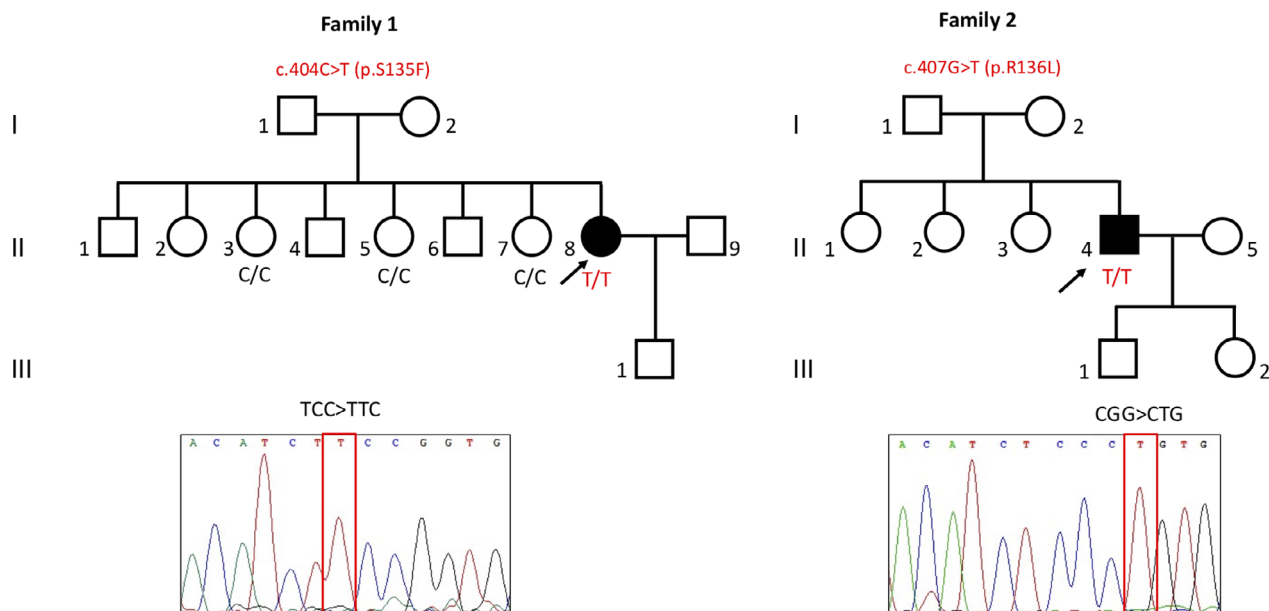 Family 1
c.404C>T (p.S135F)
I
1
2
II
1
2
3
4
5
6
7
8
9
C/C
C/C
C/C
T/T
III
1
TCC>TTC
A C A T C T T C C G G T G
Family 2
c.407G>T (p.R136L)
I
1
2
II
1
2
3
4
5
T/T
III
1
2
CGG>CTG
A C A T C T C C C T G T G